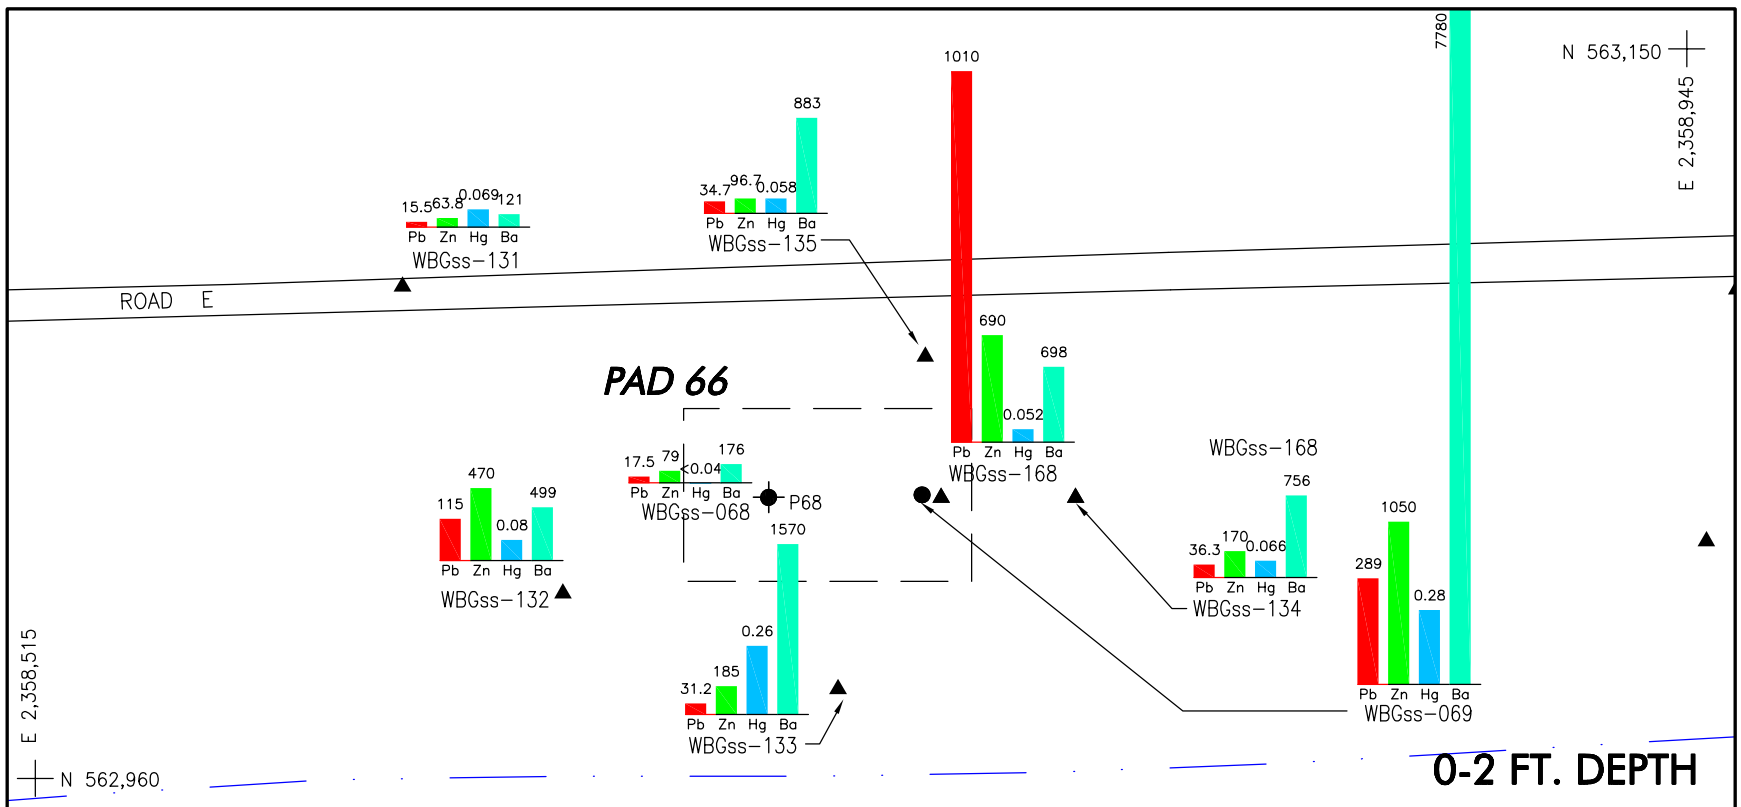 7780
N 563,150
E 2,358,945
1010
883
34.7 96.7 0.058
Pb Zn Hg Ba
WBGss-135
15.5 63.8 0.069 121
Pb Zn Hg Ba
WBGss-131
ROAD E
PAD 66
690
698
0.052
Pb Zn Hg Ba
WBGss-168
WBGss-168
17.5 79 <0.04 176
Pb Zn Hg Ba
WBGss-068
P68
115 470 0.08 499
Pb Zn Hg Ba
WBGss-132
756
36.3 170 0.066
Pb Zn Hg Ba
WBGss-134
289 1050 0.28
Pb Zn Hg Ba
WBGss-069
1570
31.2 185 0.26
Pb Zn Hg Ba
WBGss-133
E 2,358,515
N 562,960
0-2 FT. DEPTH